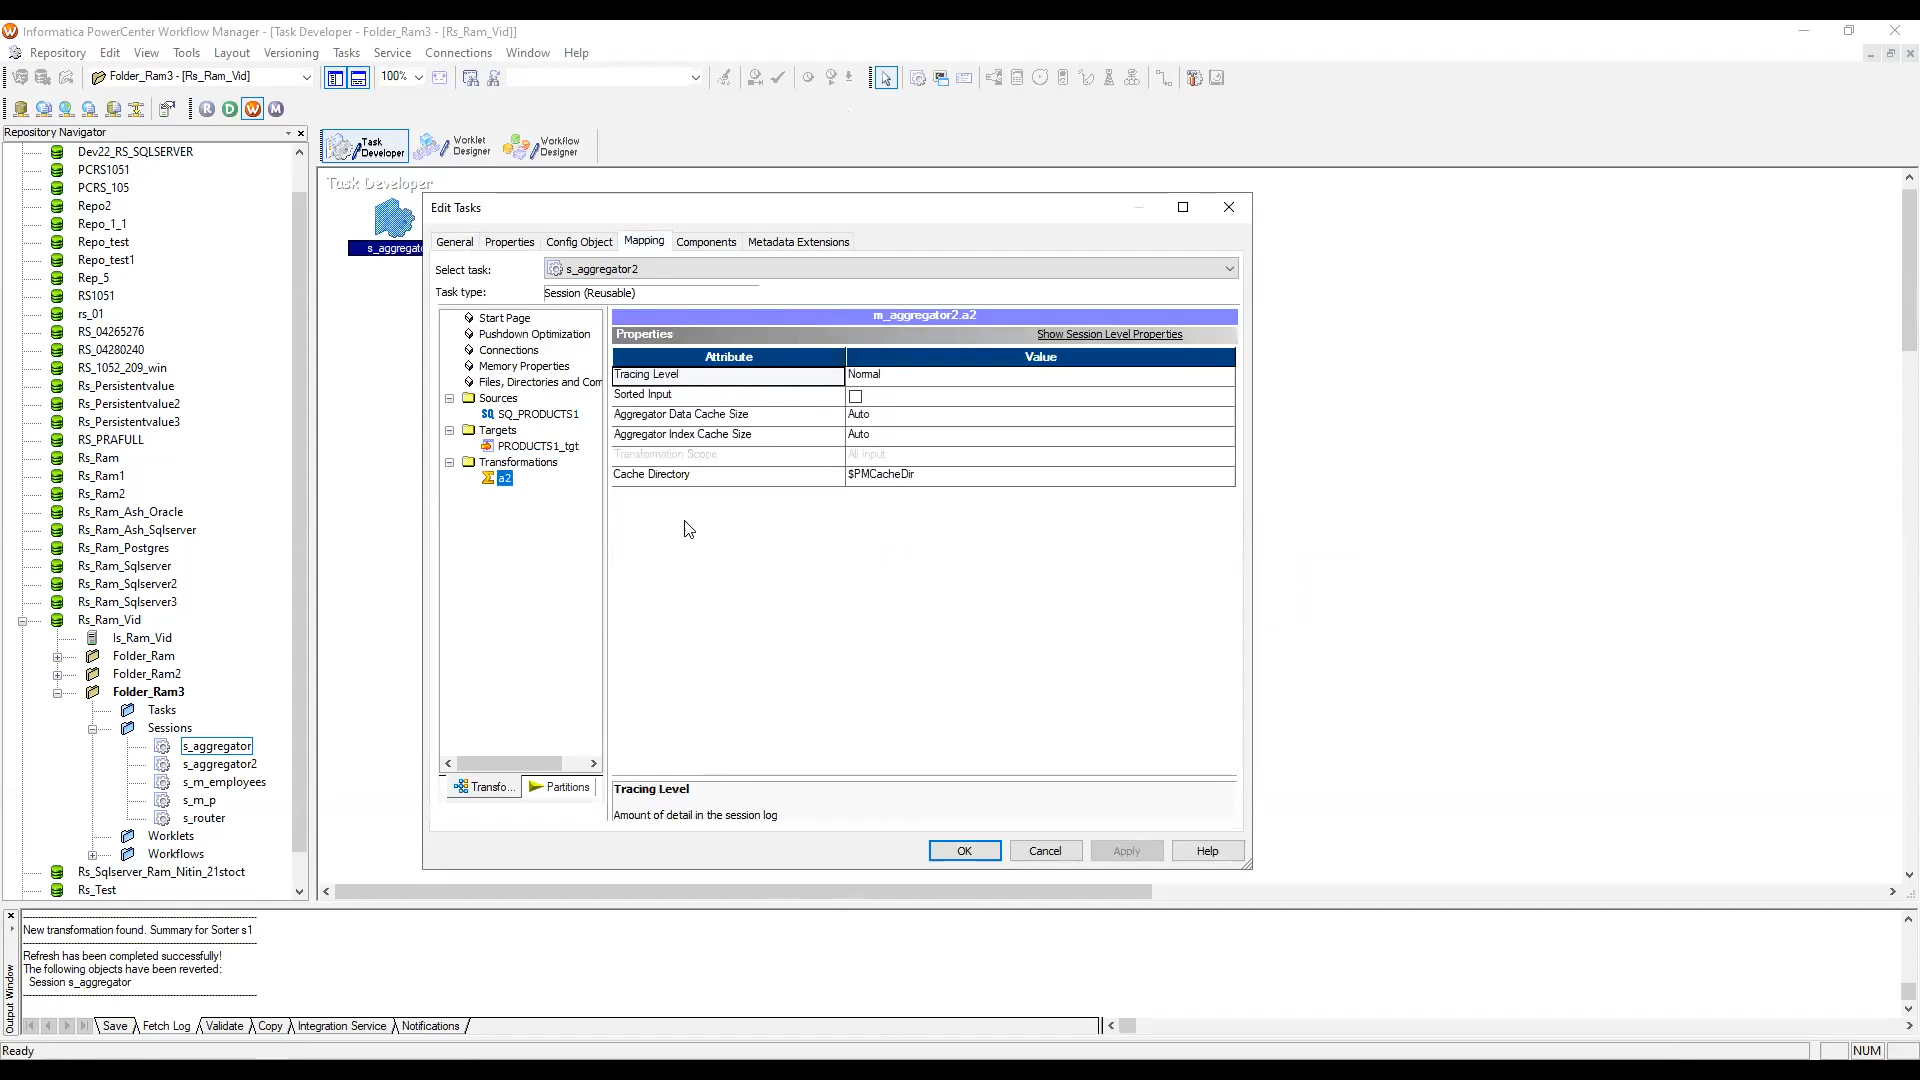 Informatica PowerCenter Workflow Manager - [Task Developer - Folder_Ram3 - [Rs_Ram_Vid]]
Repository Edit View Tools Layout Versioning Tasks Service Connections Window Help
Folder_Ram3 - [Rs_Ram_Vid]
100%
R D W M
Repository Navigator
Dev22_RS_SQLSERVER
PCRS1051
PCRS_105
Repo2
Repo_1_1
Repo_test
Repo_test1
Rep_5
RS1051
rs_01
RS_04265276
RS_04280240
RS_1052_209_win
Rs_Persistentvalue
Rs_Persistentvalue2
Rs_Persistentvalue3
RS_PRAFULL
Rs_Ram
Rs_Ram1
Rs_Ram2
Rs_Ram_Ash_Oracle
Rs_Ram_Ash_Sqlserver
Rs_Ram_Postgres
Rs_Ram_Sqlserver
Rs_Ram_Sqlserver2
Rs_Ram_Sqlserver3
Rs_Ram_Vid
Is_Ram_Vid
Folder_Ram
Folder_Ram2
Folder_Ram3
Tasks
Sessions
s_aggregator
s_aggregator2
s_m_employees
s_m_p
s_router
Worklets
Workflows
Rs_Sqlserver_Ram_Nitin_21stoct
Rs_Test
Task Developer
Worklet Designer
Workflow Designer
Task Developer
s_aggregato
Edit Tasks
General Properties Config Object Mapping Components Metadata Extensions
Select task: s_aggregator2
Task type: Session (Reusable)
Start Page
Pushdown Optimization
Connections
Memory Properties
Files, Directories and Com
Sources
SQ_PRODUCTS1
Targets
PRODUCTS1_tgt
Transformations
a2
Transfo... Partitions
m_aggregator2.a2
Properties Show Session Level Properties
Attribute Value
Tracing Level Normal
Sorted Input
Aggregator Data Cache Size Auto
Aggregator Index Cache Size Auto
Transformation Scope All Input
Cache Directory $PMCacheDir
Tracing Level
Amount of detail in the session log
OK Cancel Apply Help
New transformation found. Summary for Sorter s1
Refresh has been completed successfully!
The following objects have been reverted:
Session s_aggregator
Output Window
Save Fetch Log Validate Copy Integration Service Notifications
Ready
NUM